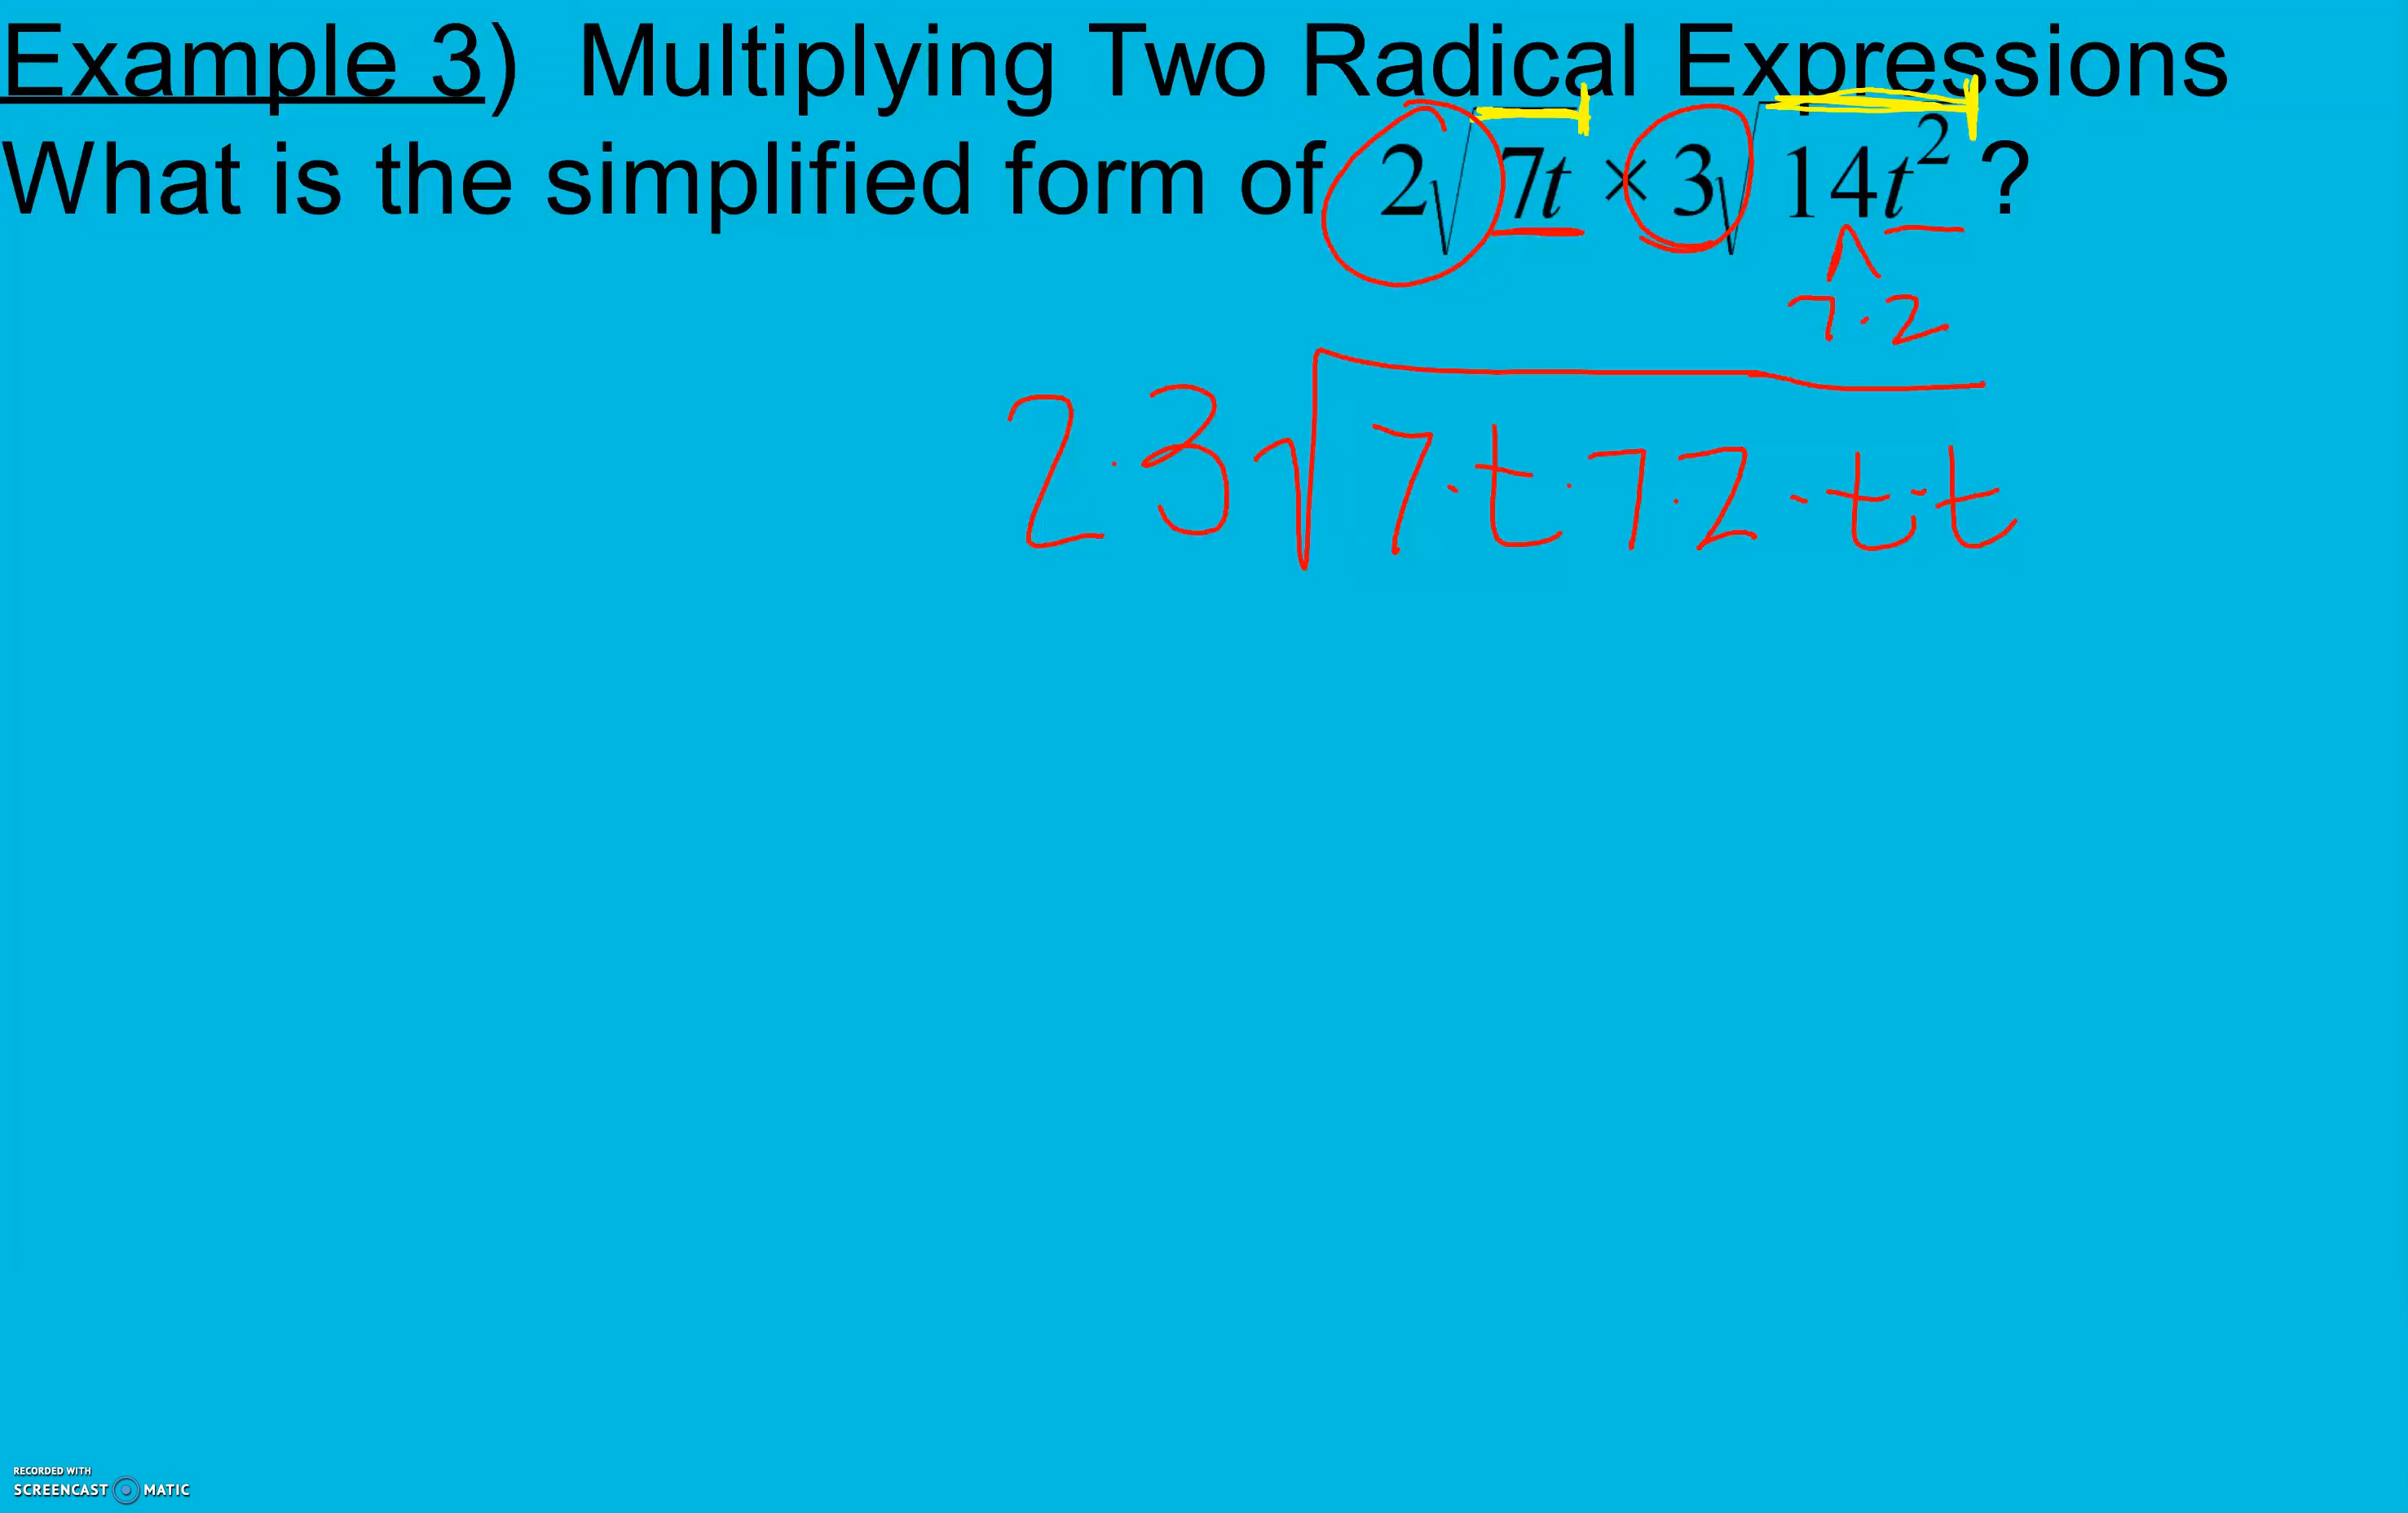 Example 3) Multiplying Two Radical Expressions
What is the simplified form of 2√7t × 3√14t² ?
7·2
2·3√7·t·7·2·t·t
RECORDED WITH
SCREENCAST MATIC